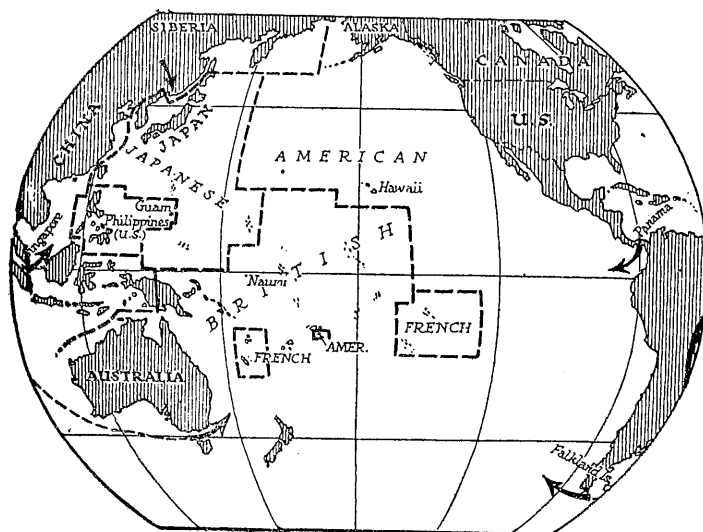 SIBERIA
ALASKA
CANADA
U.S.
CHINA
JAPAN
JAPANESE
AMERICAN
Hawaii
Guam
Philippines
(U.S.)
Singapore
Panama
Nauru
BRITISH
FRENCH
AMER.
FRENCH
AUSTRALIA
Falkland Is.